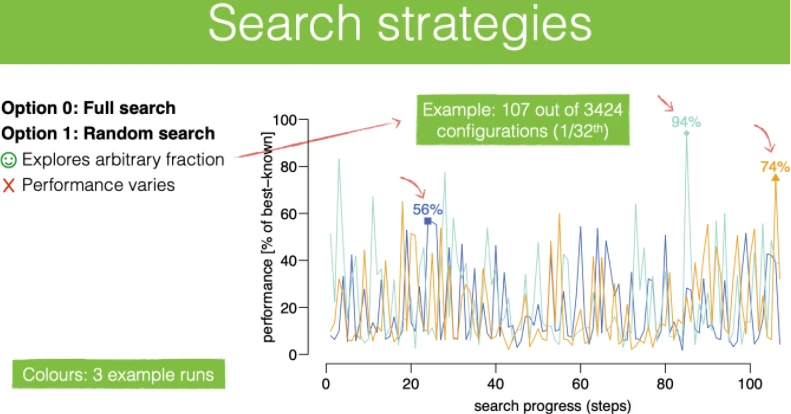 Search strategies
Option 0: Full search
Option 1: Random search
Explores arbitrary fraction
X Performance varies
Example: 107 out of 3424
configurations (1/32th)
94%
74%
56%
performance [% of best-known]
100
80
60
40
20
0
0 20 40 60 80 100
search progress (steps)
Colours: 3 example runs